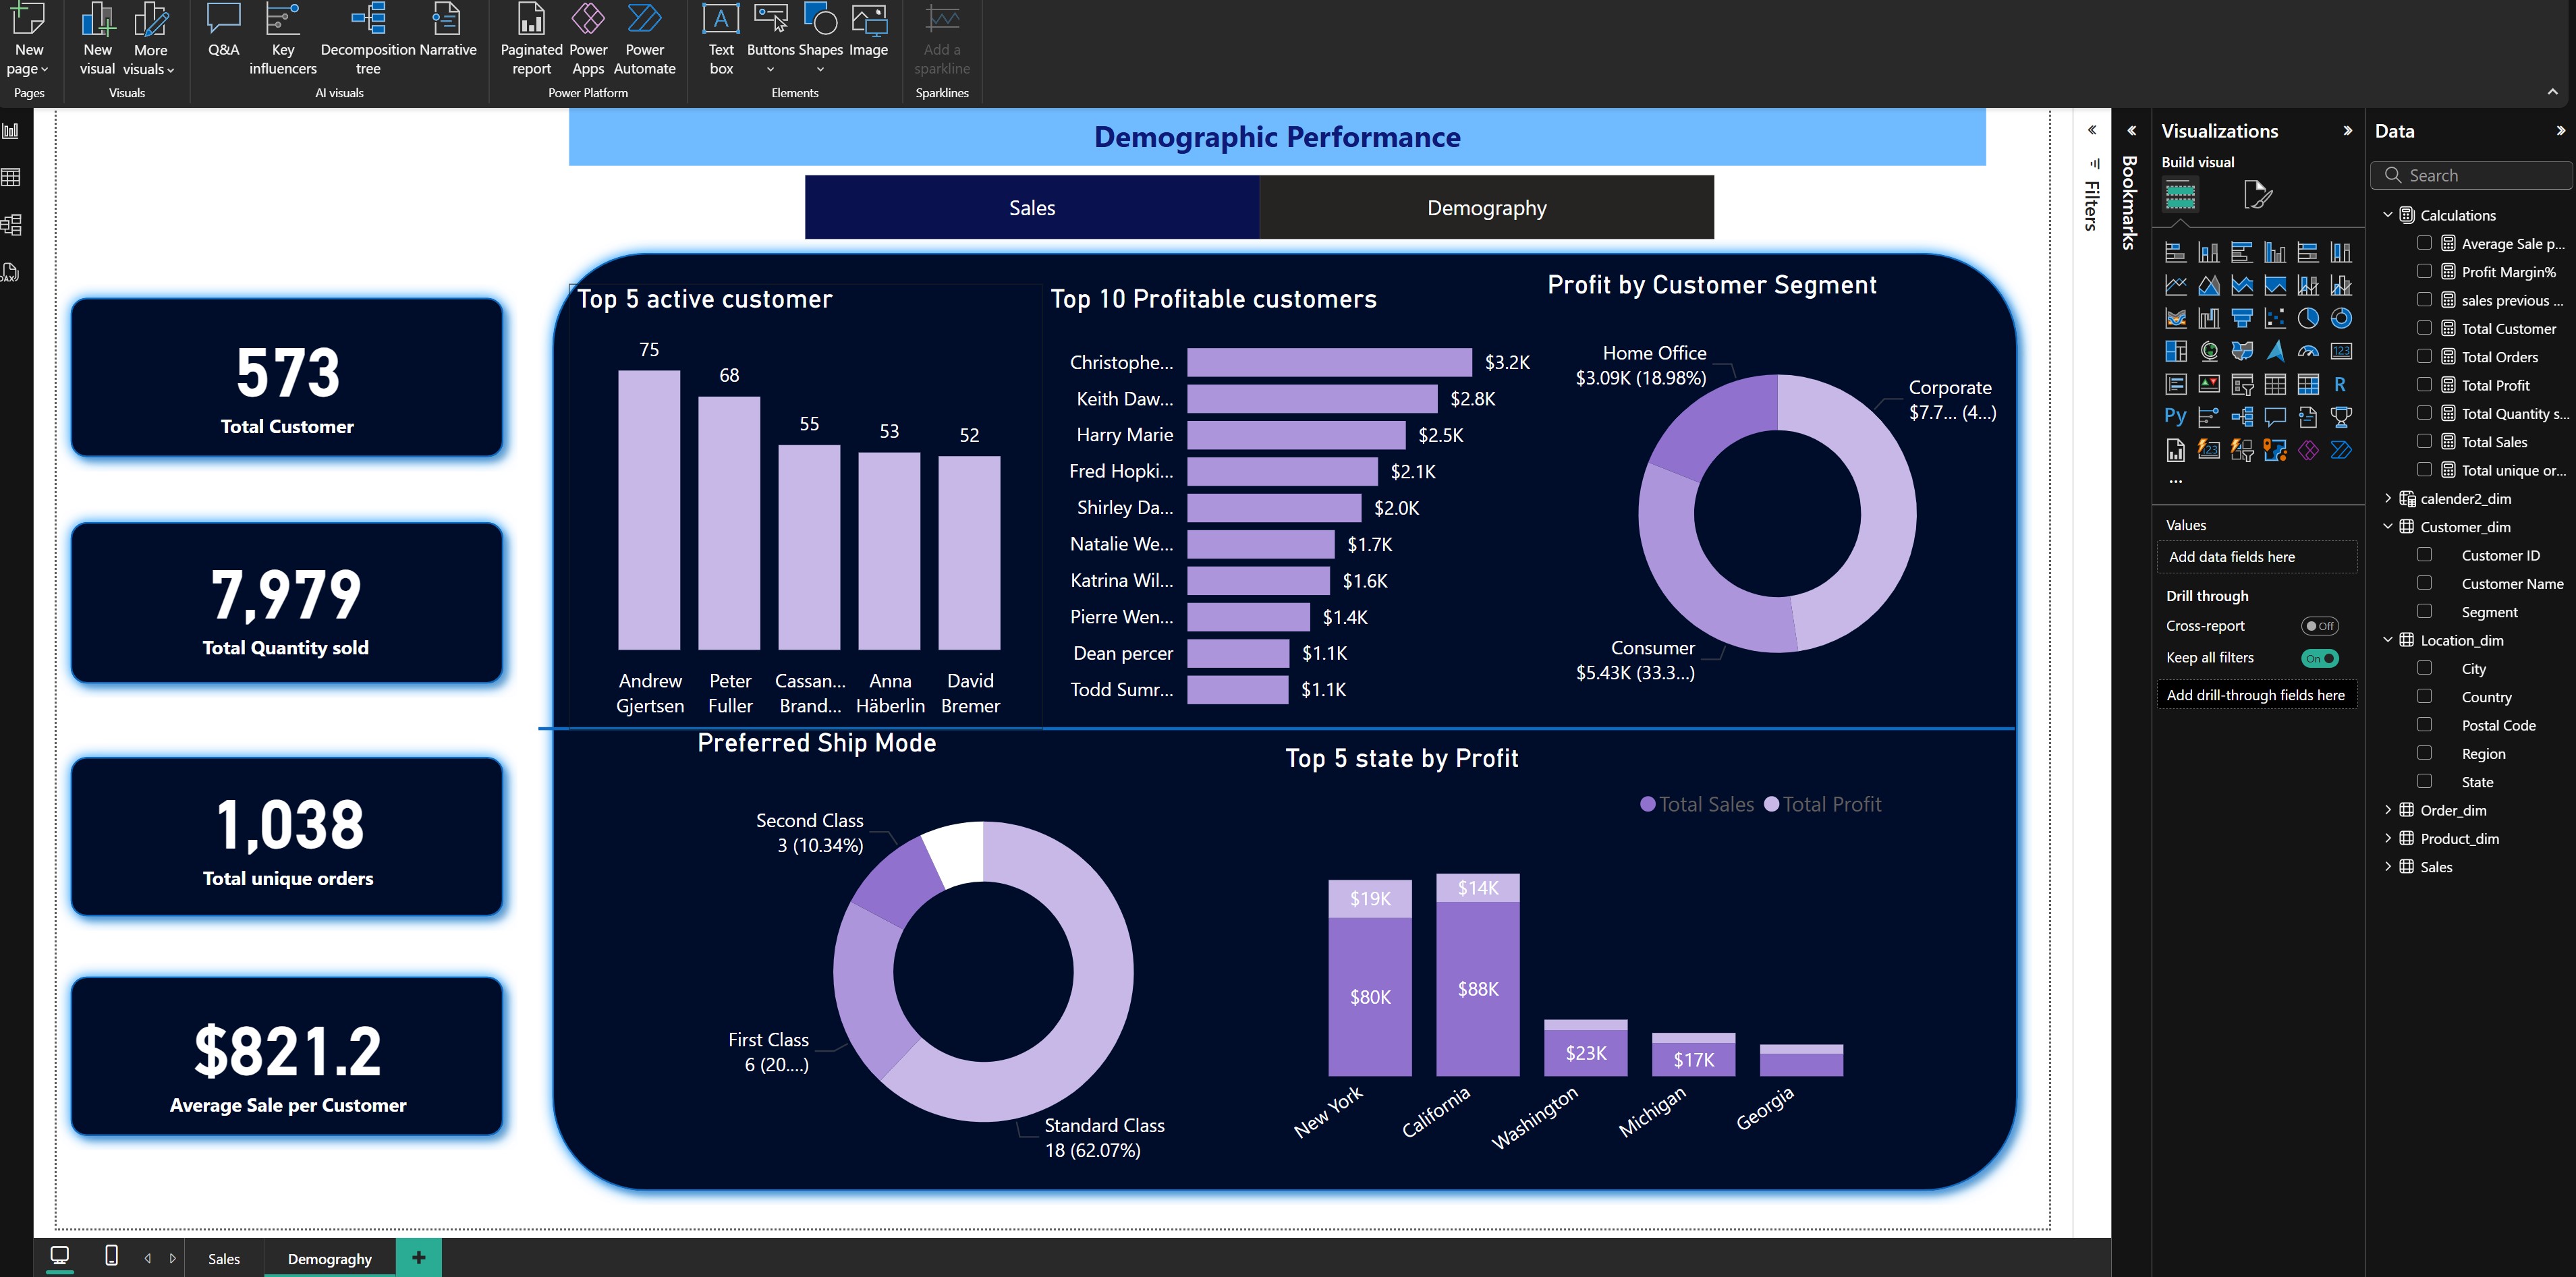 New
page
New
visual
More
visuals
Q&A
Key
influencers
Decomposition
tree
Narrative
Paginated
report
Power
Apps
Power
Automate
Text
box
Buttons
Shapes
Image
Add a
sparkline
Pages
Visuals
AI visuals
Power Platform
Elements
Sparklines
Demographic Performance
Sales
Demography
573
Total Customer
7,979
Total Quantity sold
1,038
Total unique orders
$821.2
Average Sale per Customer
Top 5 active customer
75
68
55
53
52
Andrew
Gjertsen
Peter
Fuller
Cassan...
Brand...
Anna
Häberlin
David
Bremer
Top 10 Profitable customers
Christophe... $3.2K
Keith Daw... $2.8K
Harry Marie $2.5K
Fred Hopki... $2.1K
Shirley Da... $2.0K
Natalie We... $1.7K
Katrina Wil... $1.6K
Pierre Wen... $1.4K
Dean percer $1.1K
Todd Sumr... $1.1K
Profit by Customer Segment
Home Office
$3.09K (18.98%)
Corporate
$7.7... (4...)
Consumer
$5.43K (33.3...)
Preferred Ship Mode
Second Class
3 (10.34%)
First Class
6 (20....)
Standard Class
18 (62.07%)
Top 5 state by Profit
Total Sales Total Profit
$19K
$80K
$14K
$88K
$23K
$17K
New York
California
Washington
Michigan
Georgia
Filters
Bookmarks
Visualizations
Build visual
123
R
Py
123
...
Values
Add data fields here
Drill through
Cross-report Off
Keep all filters On
Add drill-through fields here
Data
Search
Calculations
Average Sale p...
Profit Margin%
sales previous ...
Total Customer
Total Orders
Total Profit
Total Quantity s...
Total Sales
Total unique or...
calender2_dim
Customer_dim
Customer ID
Customer Name
Segment
Location_dim
City
Country
Postal Code
Region
State
Order_dim
Product_dim
Sales
Sales
Demograghy